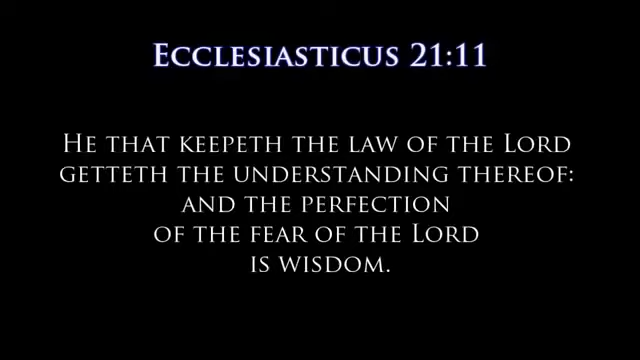 Ecclesiasticus 21:11
He that keepeth the law of the Lord
getteth the understanding thereof:
and the perfection
of the fear of the Lord
is wisdom.